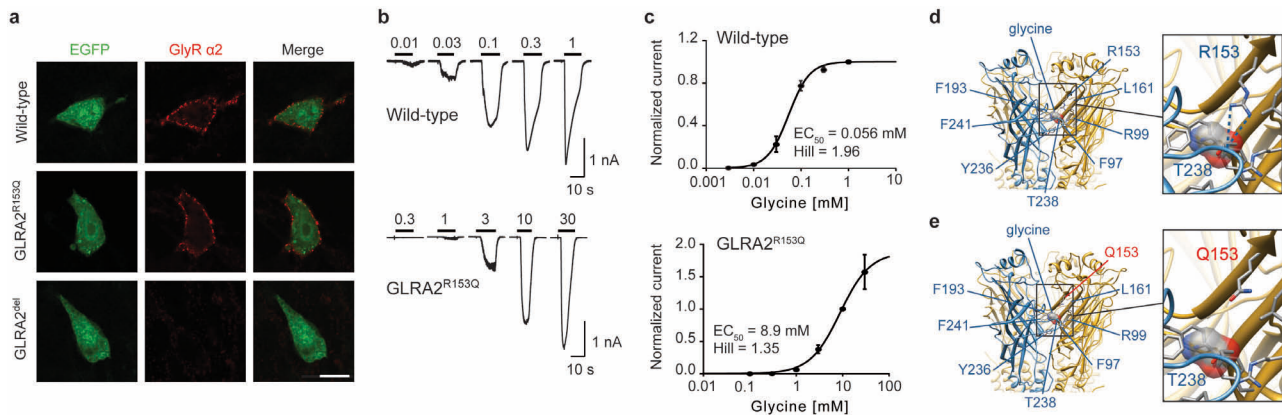 a
EGFP
GlyR α2
Merge
Wild-type
GLRA2R153Q
GLRA2del
b
0.01 0.03 0.1 0.3 1
Wild-type
1 nA
10 s
0.3 1 3 10 30
GLRA2R153Q
1 nA
10 s
c
Wild-type
Normalized current
1.2
0.8
0.4
0.0
EC50 = 0.056 mM
Hill = 1.96
0.001 0.01 0.1 1 10
Glycine [mM]
GLRA2R153Q
Normalized current
2.0
1.5
1.0
0.5
0.0
EC50 = 8.9 mM
Hill = 1.35
0.01 0.1 1 10 100
Glycine [mM]
d
glycine
R153
F193
L161
F241
R99
Y236
F97
T238
R153
T238
e
glycine
Q153
F193
L161
F241
R99
Y236
F97
T238
Q153
T238